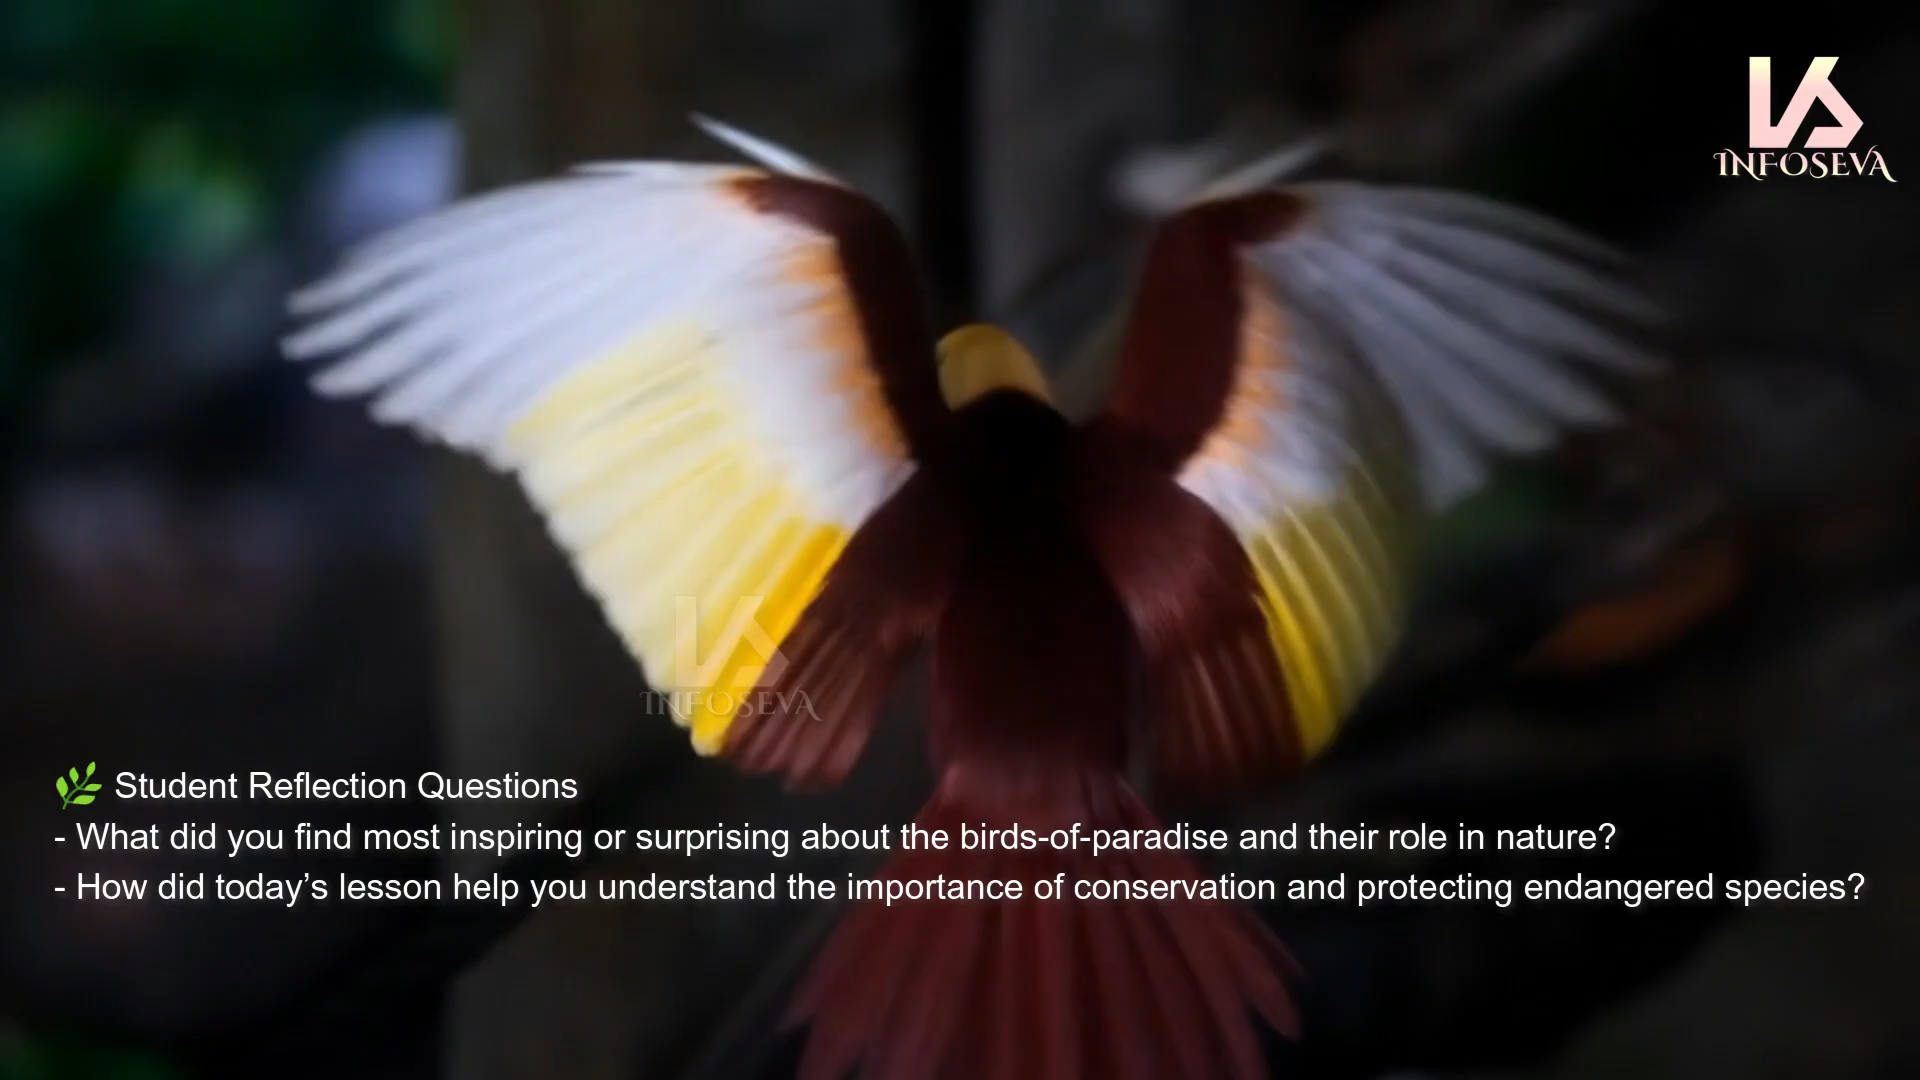 INFOSEVA
INFOSEVA
🌿 Student Reflection Questions
- What did you find most inspiring or surprising about the birds-of-paradise and their role in nature?
- How did today’s lesson help you understand the importance of conservation and protecting endangered species?